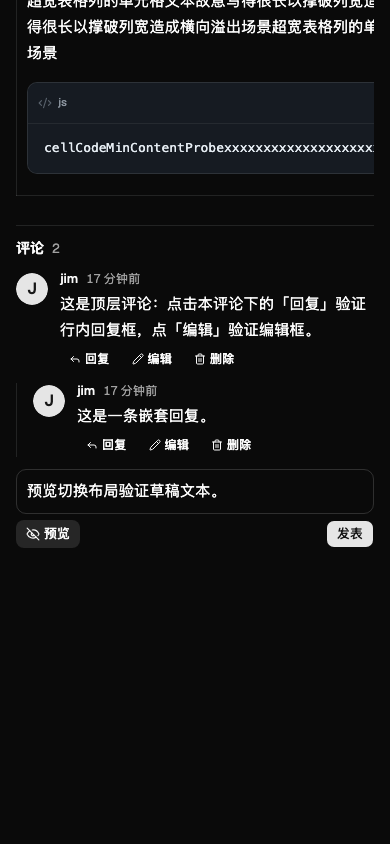 超宽表格列的单元格文本故意写得很长以撑破列宽造
得很长以撑破列宽造成横向溢出场景超宽表格列的单
场景
js
cellCodeMinContentProbexxxxxxxxxxxxxxxxxxx
评论 2
J
jim 17 分钟前
这是顶层评论：点击本评论下的「回复」验证
行内回复框，点「编辑」验证编辑框。
回复 编辑 删除
J
jim 17 分钟前
这是一条嵌套回复。
回复 编辑 删除
预览切换布局验证草稿文本。
预览 发表